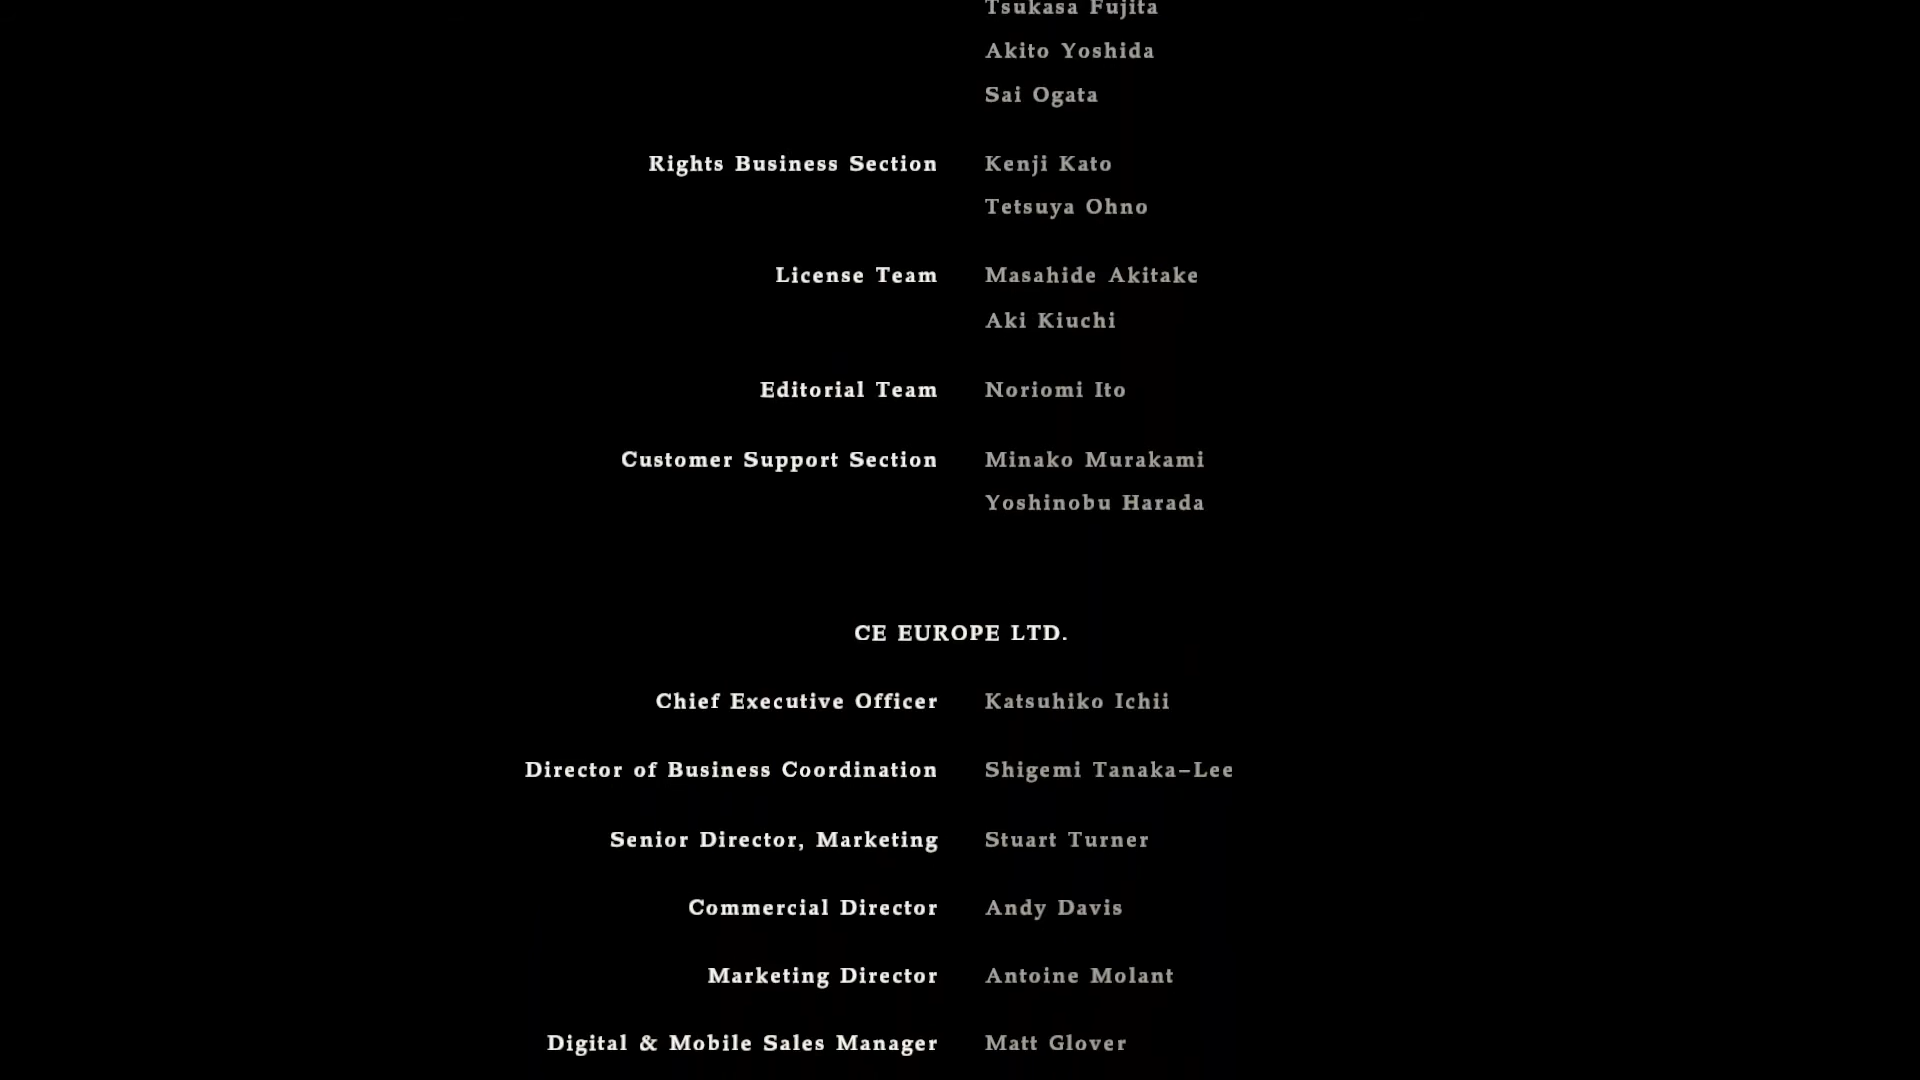 Tsukasa Fujita
Akito Yoshida
Sai Ogata
Rights Business Section Kenji Kato
Tetsuya Ohno
License Team Masahide Akitake
Aki Kiuchi
Editorial Team Noriomi Ito
Customer Support Section Minako Murakami
Yoshinobu Harada
CE EUROPE LTD.
Chief Executive Officer Katsuhiko Ichii
Director of Business Coordination Shigemi Tanaka–Lee
Senior Director, Marketing Stuart Turner
Commercial Director Andy Davis
Marketing Director Antoine Molant
Digital & Mobile Sales Manager Matt Glover